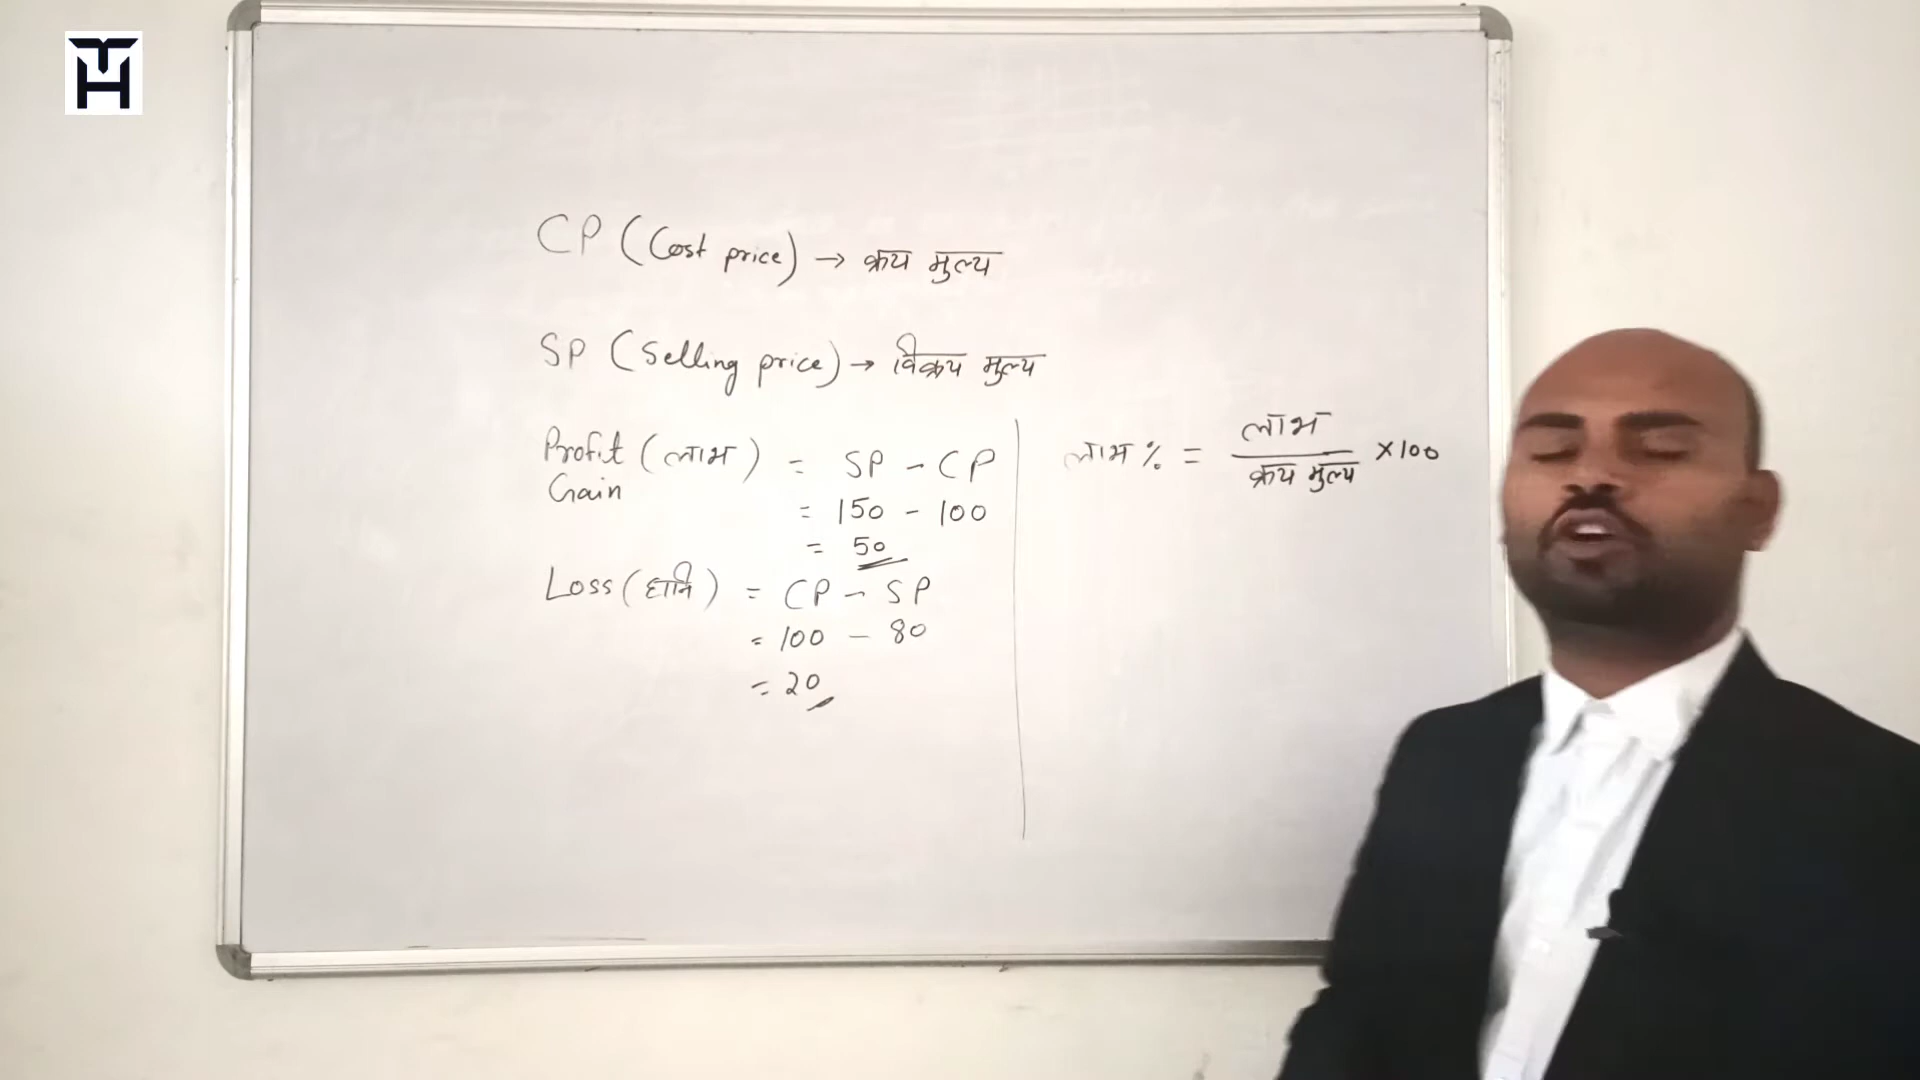 CP (Cost price) → क्रय मुल्य
SP (Selling price) → विक्रय मुल्य
Profit (लाभ) = SP - CP
Gain
= 150 - 100
= 50
Loss (हानि) = CP - SP
= 100 - 80
= 20
लाभ % = लाभ / क्रय मुल्य × 100